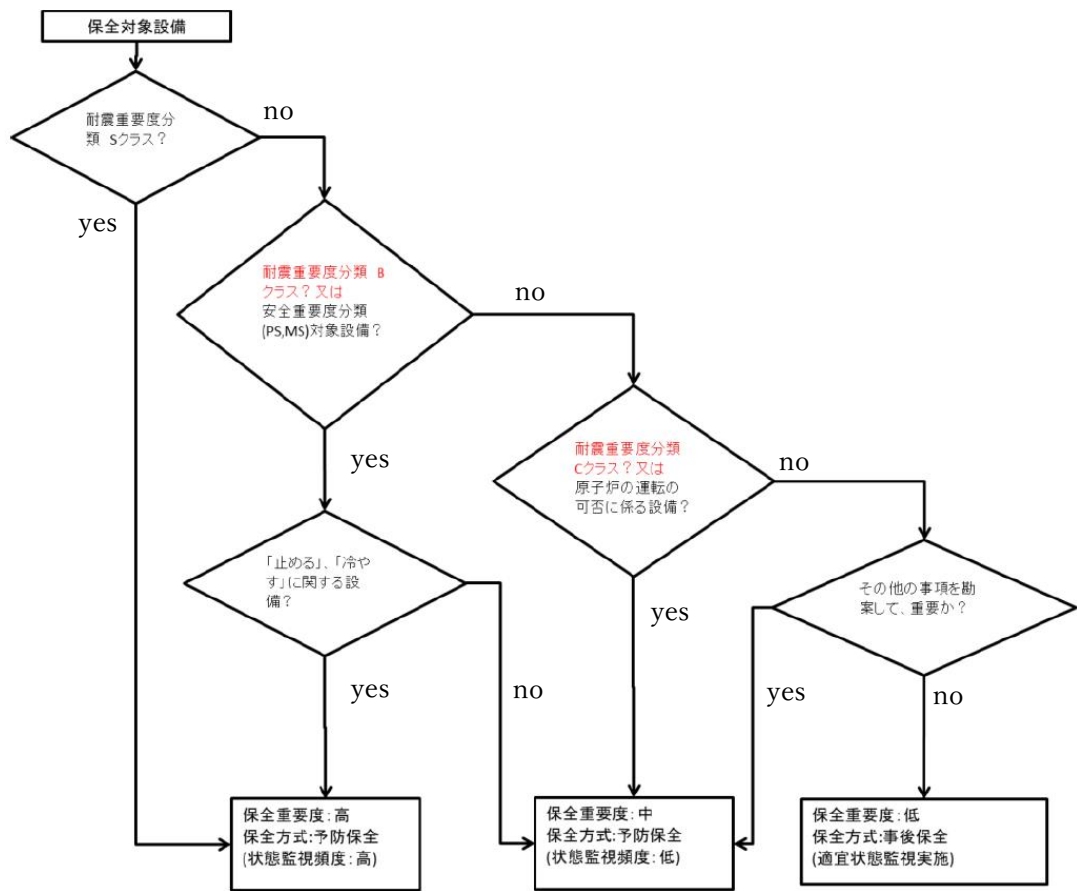 保全対象設備
耐震重要度分
類 Sクラス？
no
yes
耐震重要度分類 B
クラス？又は
安全重要度分類
(PS,MS)対象設備？
no
yes
耐震重要度分類
Cクラス？又は
原子炉の運転の
可否に係る設備？
no
「止める」、「冷や
す」に関する設
備？
その他の事項を勘
案して、重要か？
yes
yes
no
yes
no
保全重要度：高
保全方式：予防保全
(状態監視頻度：高)
保全重要度：中
保全方式：予防保全
(状態監視頻度：低)
保全重要度：低
保全方式：事後保全
(適宜状態監視実施)